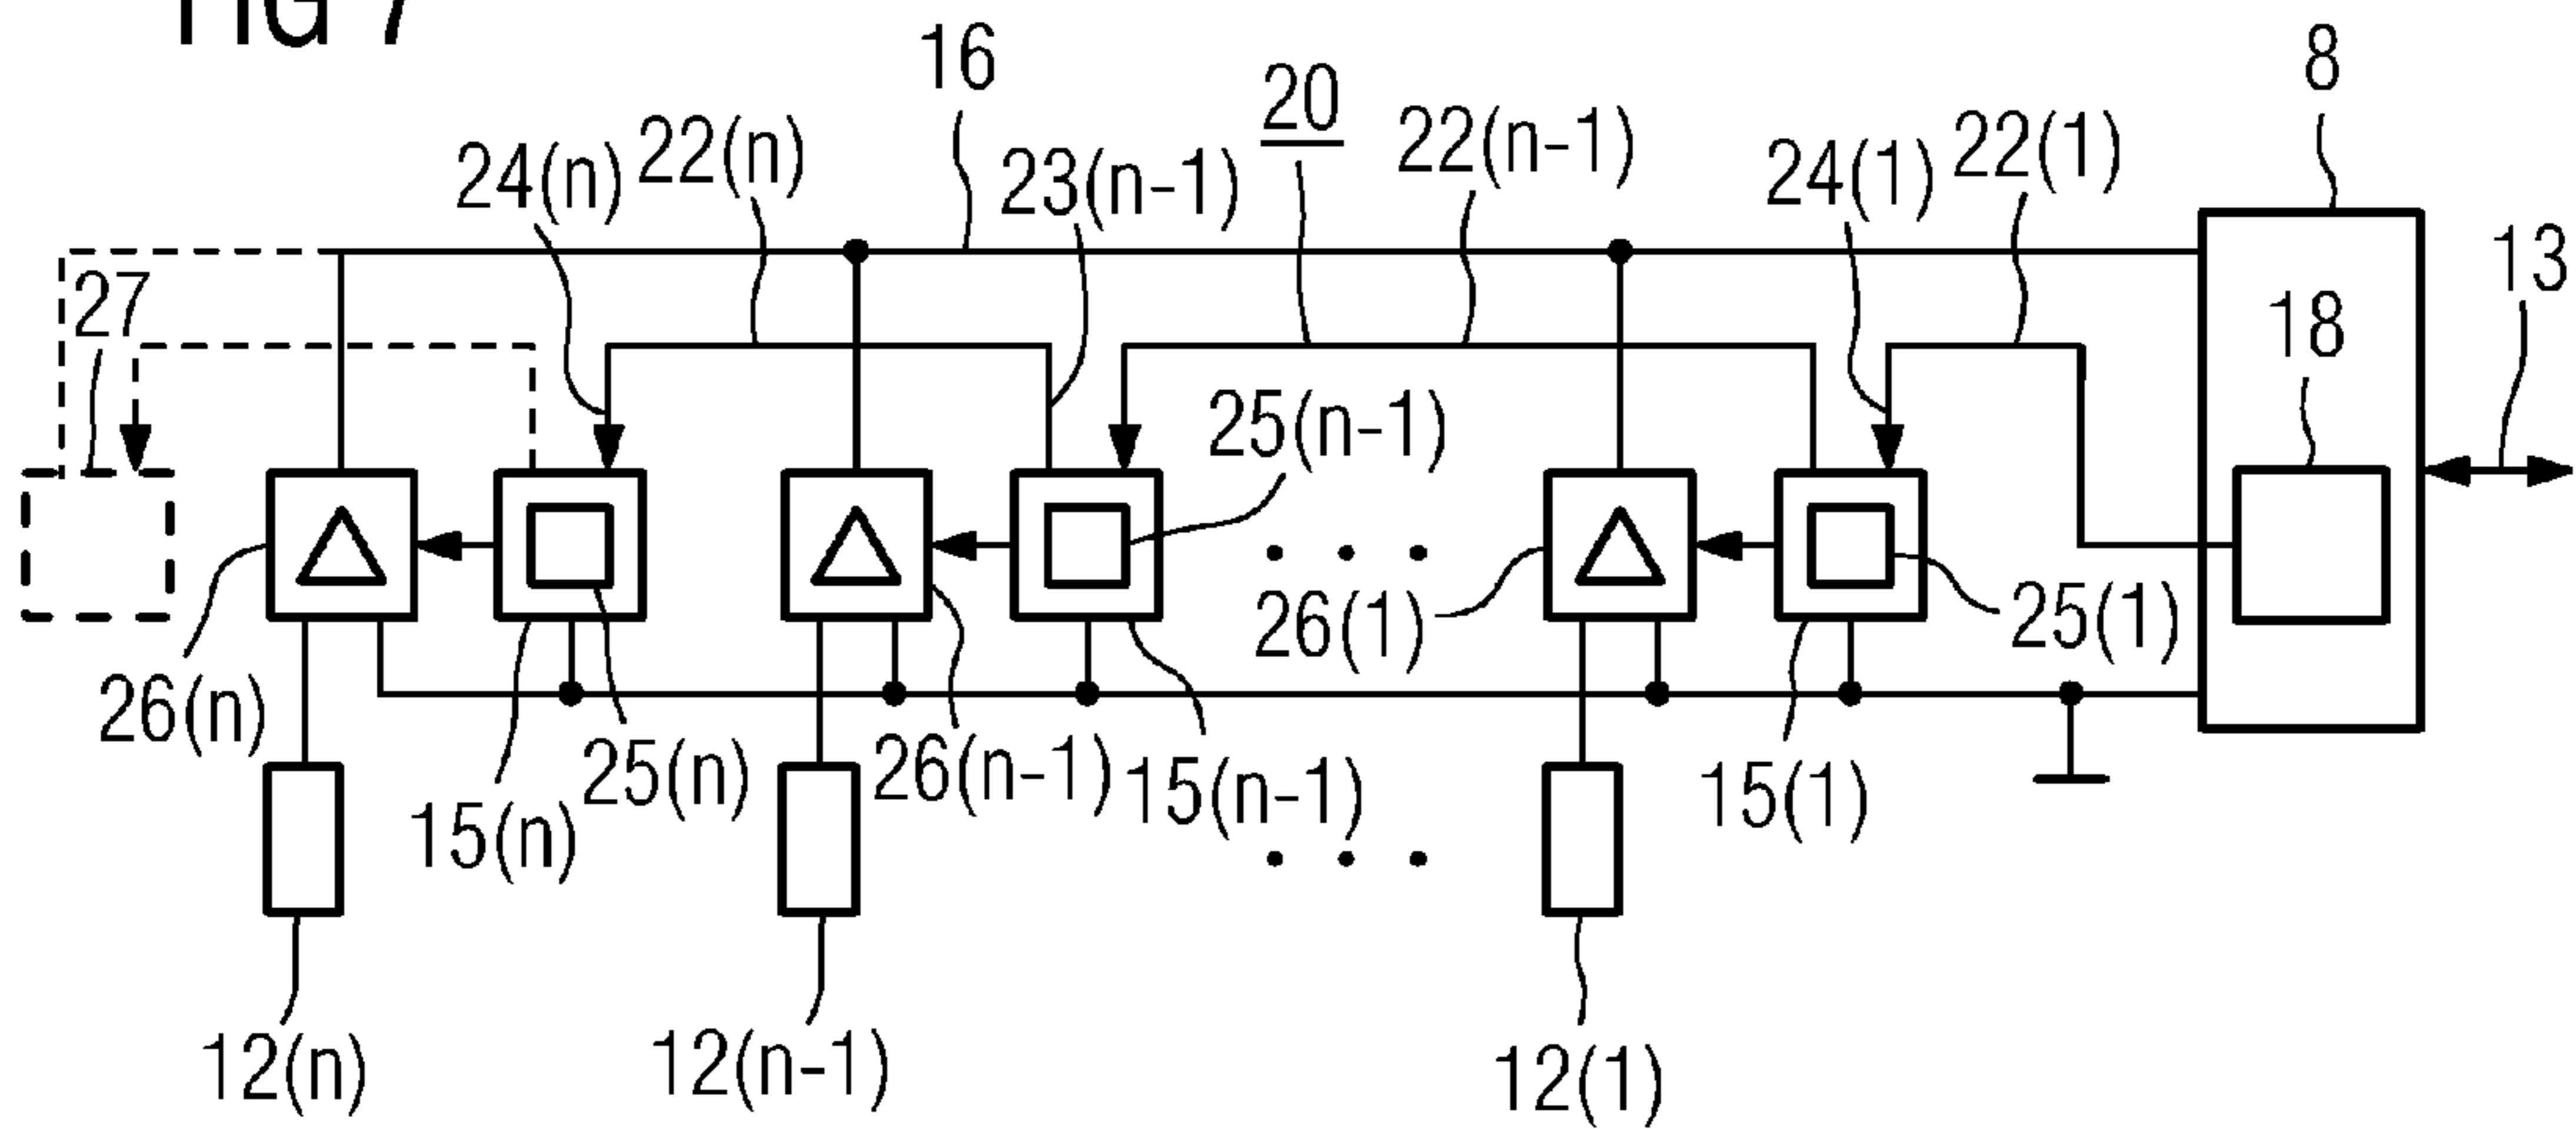 FIG 7
16
20
8
22(n)
22(n-1)
22(1)
24(n)
23(n-1)
24(1)
13
27
18
25(n-1)
26(1)
25(1)
26(n)
25(n)
26(n-1)
15(n-1)
15(1)
15(n)
12(n)
12(n-1)
12(1)